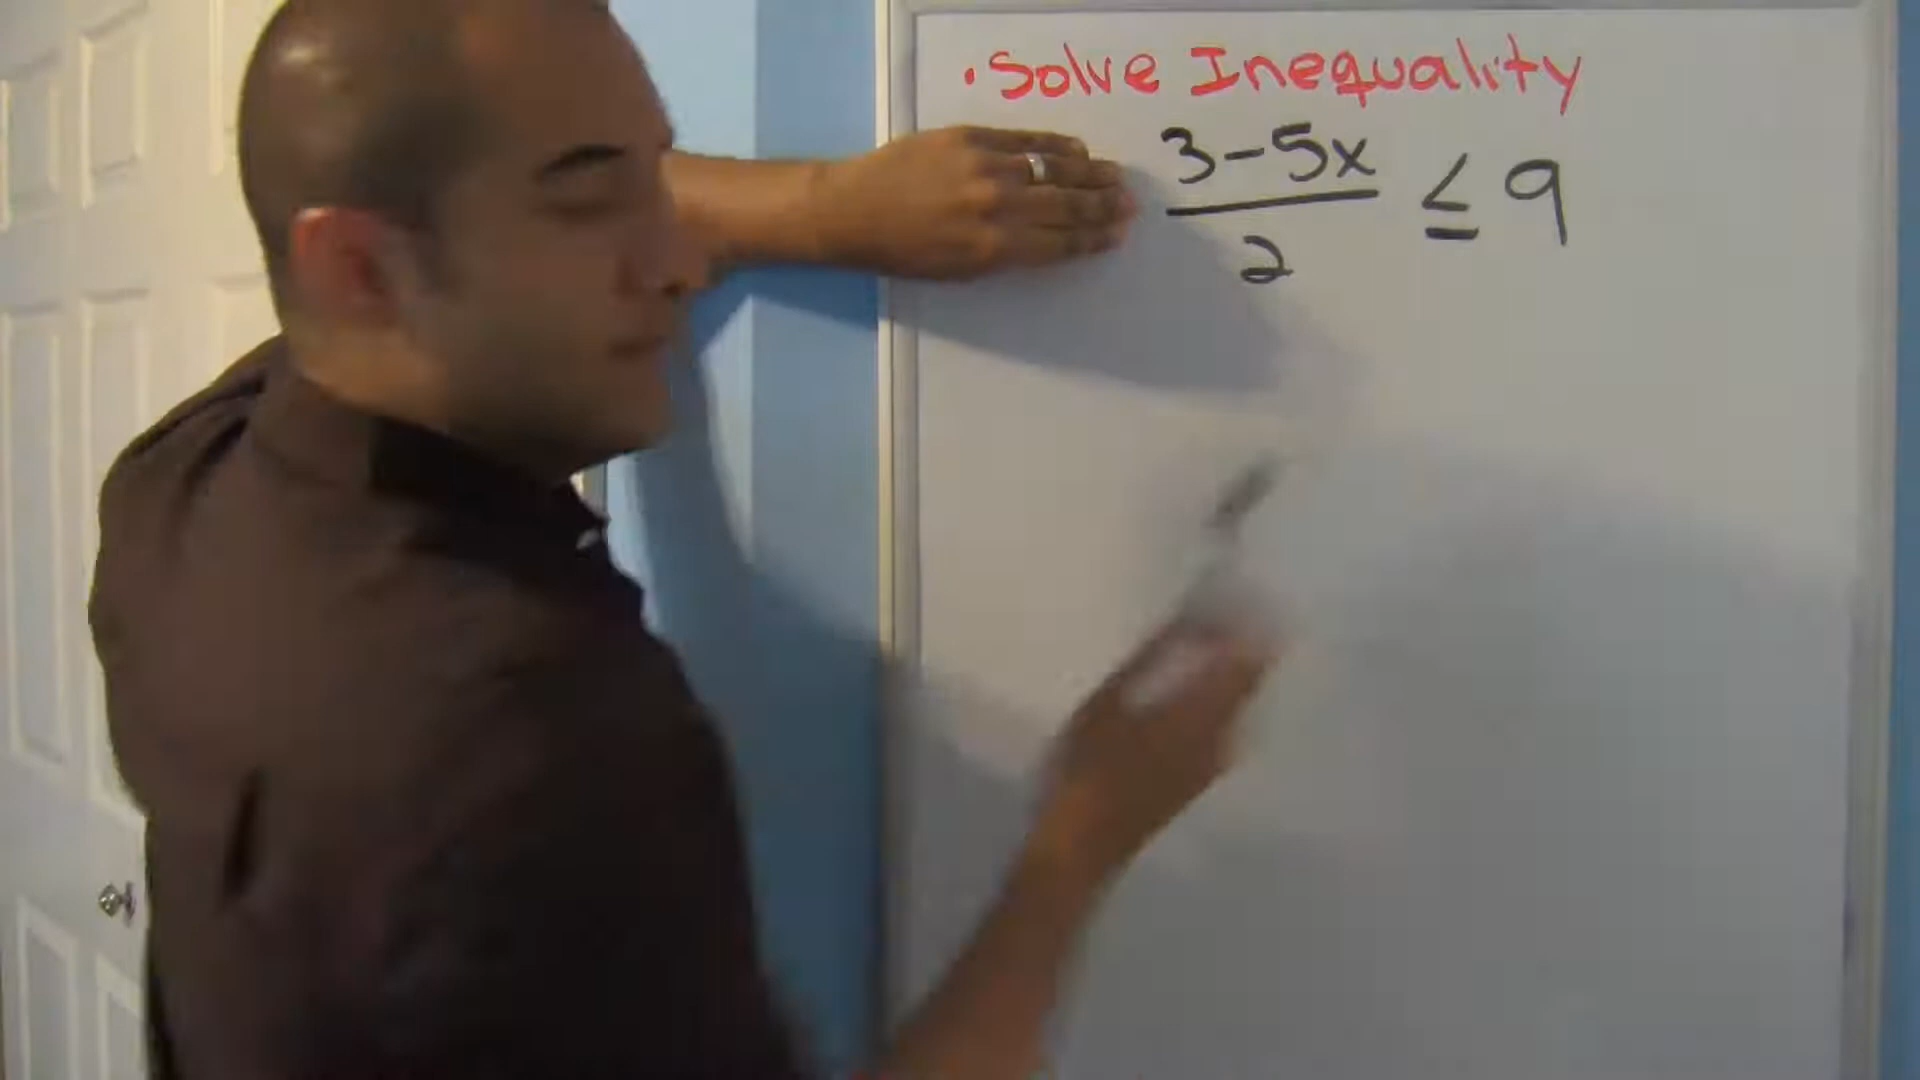 • Solve Inequality
3-5x
—— ≤ 9
2